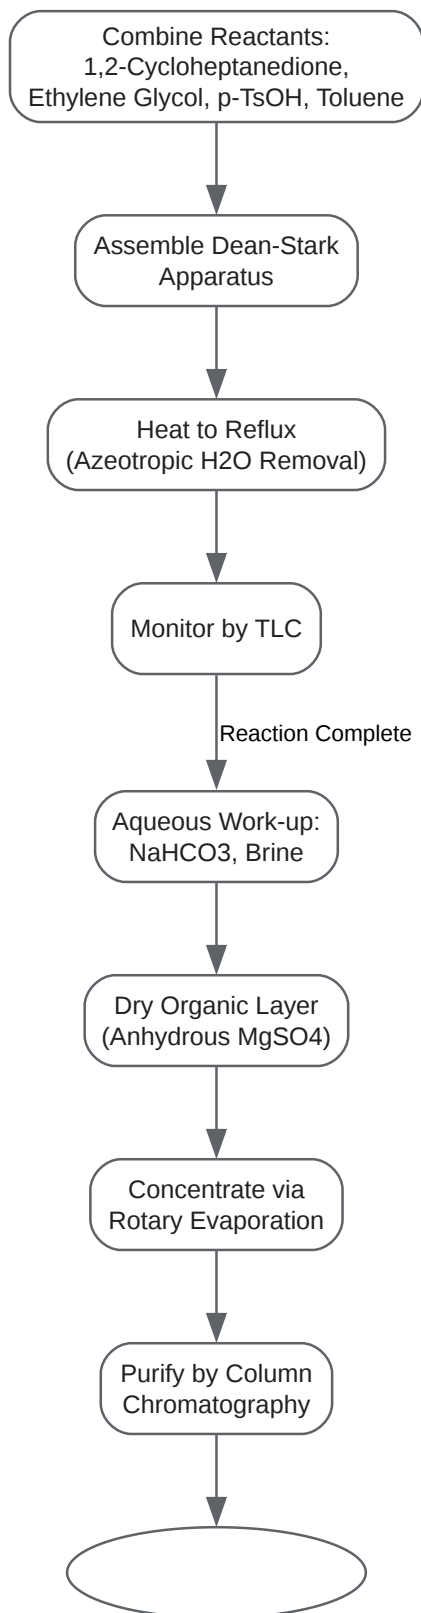 Combine Reactants:
1,2-Cycloheptanedione,
Ethylene Glycol, p-TsOH, Toluene
Assemble Dean-Stark
Apparatus
Heat to Reflux
(Azeotropic H2O Removal)
Monitor by TLC
Reaction Complete
Aqueous Work-up:
NaHCO3, Brine
Dry Organic Layer
(Anhydrous MgSO4)
Concentrate via
Rotary Evaporation
Purify by Column
Chromatography